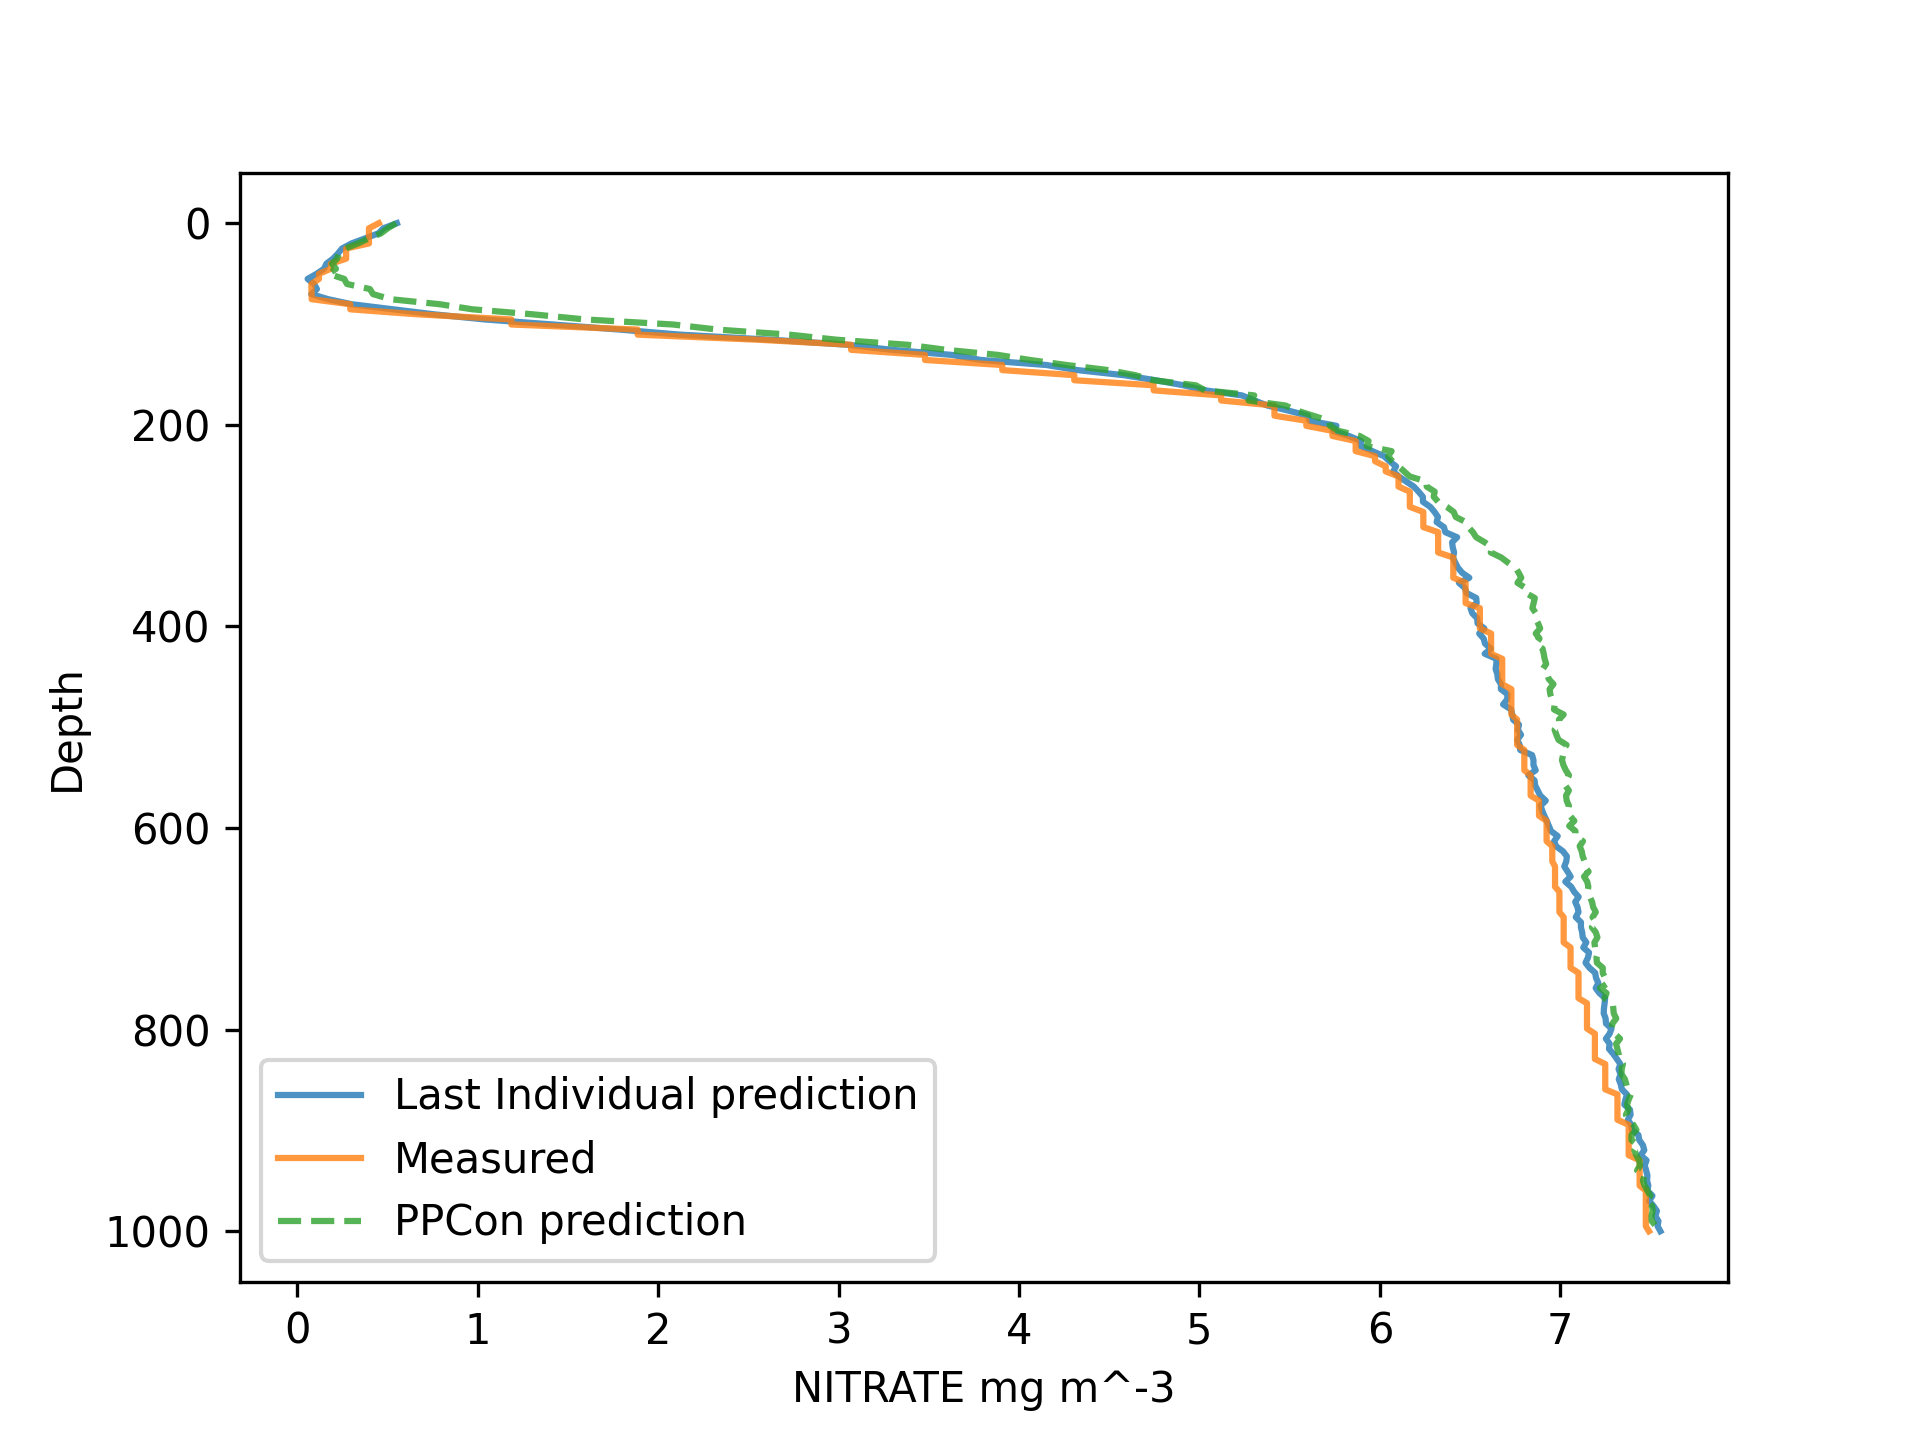 0
200
400
600
800
1000
Depth
Last Individual prediction
Measured
PPCon prediction
0 1 2 3 4 5 6 7
NITRATE mg m^-3